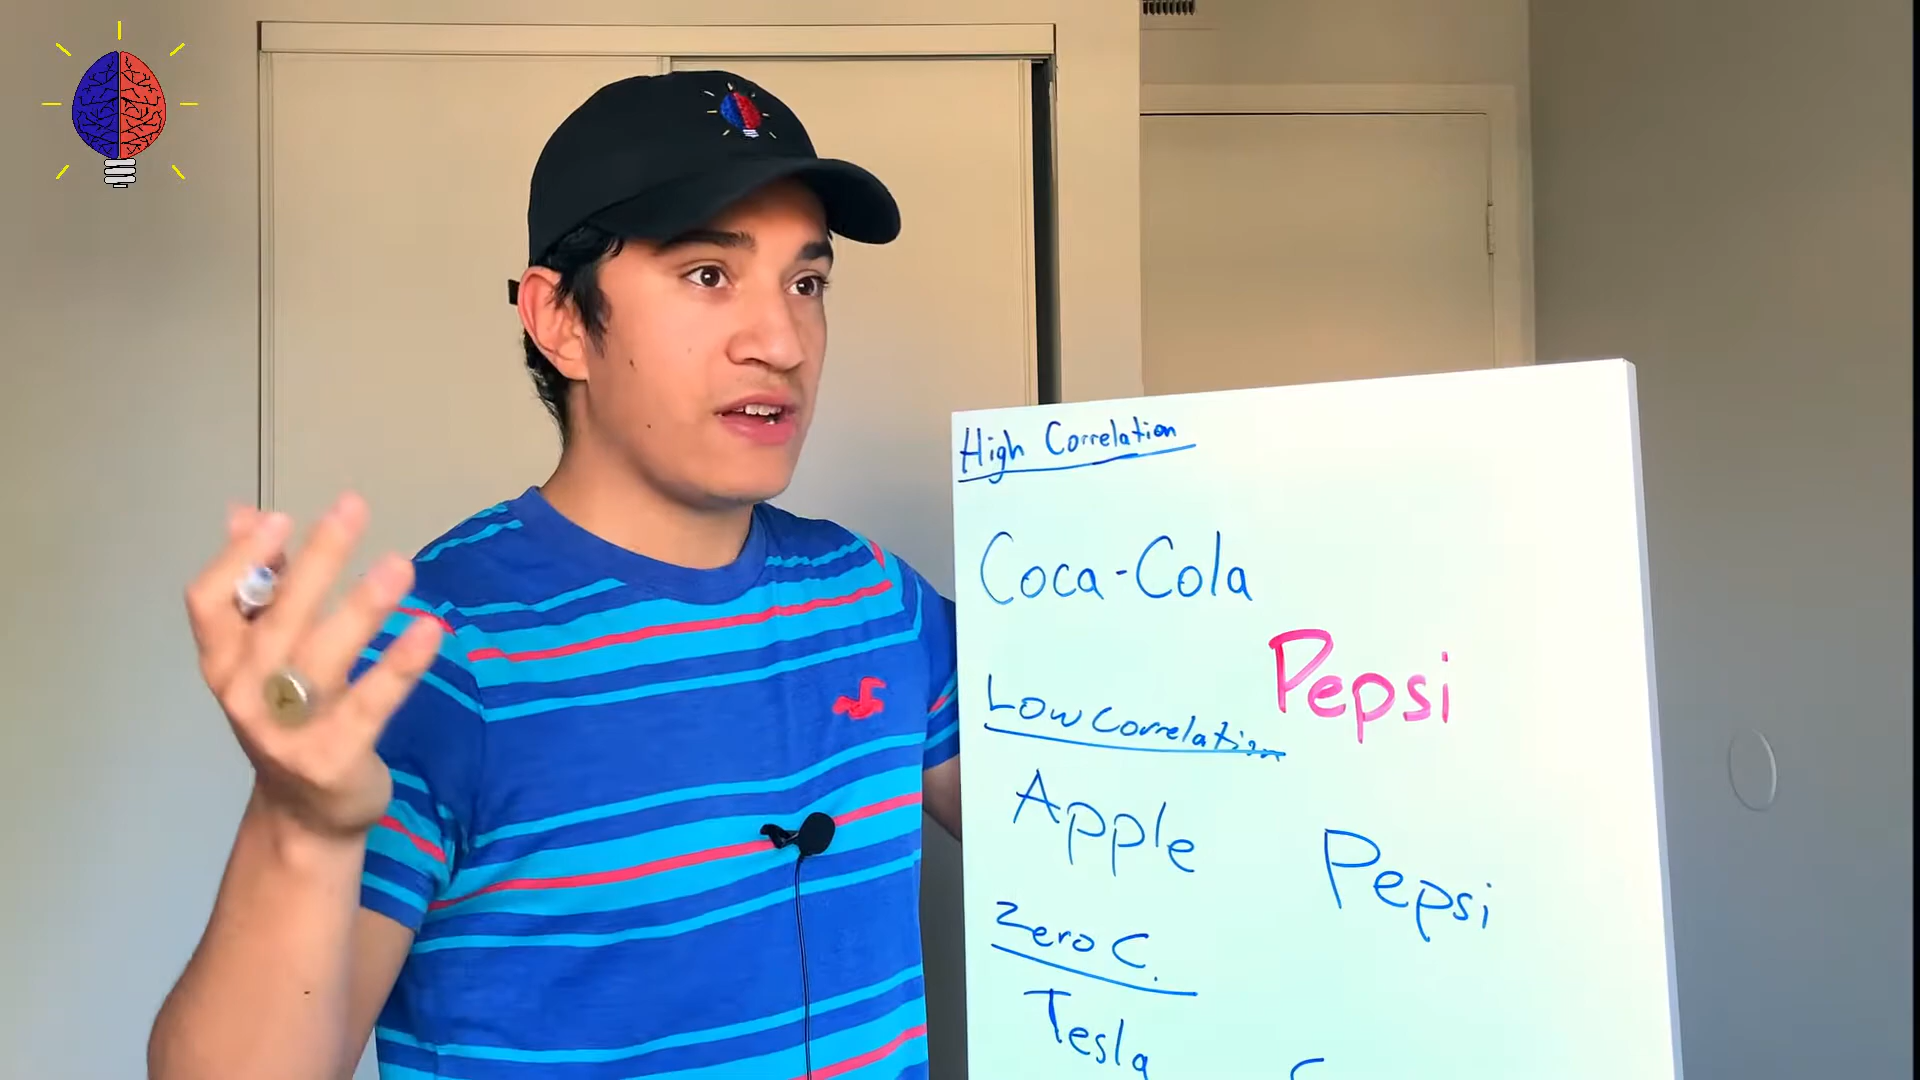 High Correlation
Coca-Cola
Pepsi
Low Correlation
Apple
Pepsi
Zero C.
Tesla